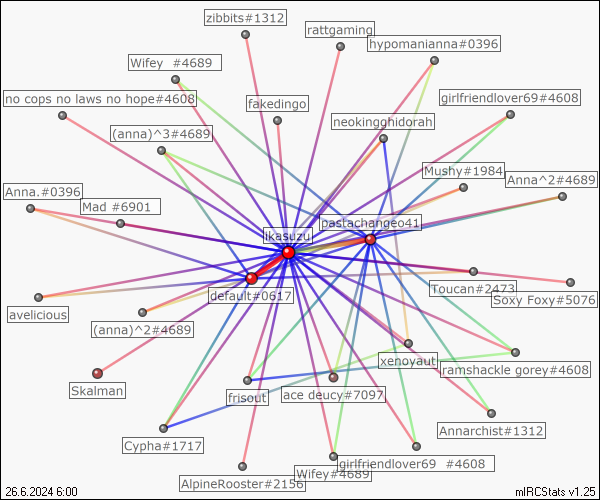 zibbits#1312
rattgaming
hypomanianna#0396
Wifey #4689
no cops no laws no hope#4608
fakedingo
girlfriendlover69#4608
(anna)^3#4689
neokingghidorah
Mushy#1984
Anna^2#4689
Anna.#0396
Mad #6901
pastachangeo41
ikasuzu
Toucan#2473
Soxy Foxy#5076
default#0617
avelicious
(anna)^2#4689
xenoyaut
ramshackle gorey#4608
Skalman
frisout
ace deucy#7097
Annarchist#1312
Cypha#1717
girlfriendlover69 #4608
Wifey#4689
AlpineRooster#2156
26.6.2024 6:00
mIRCStats v1.25